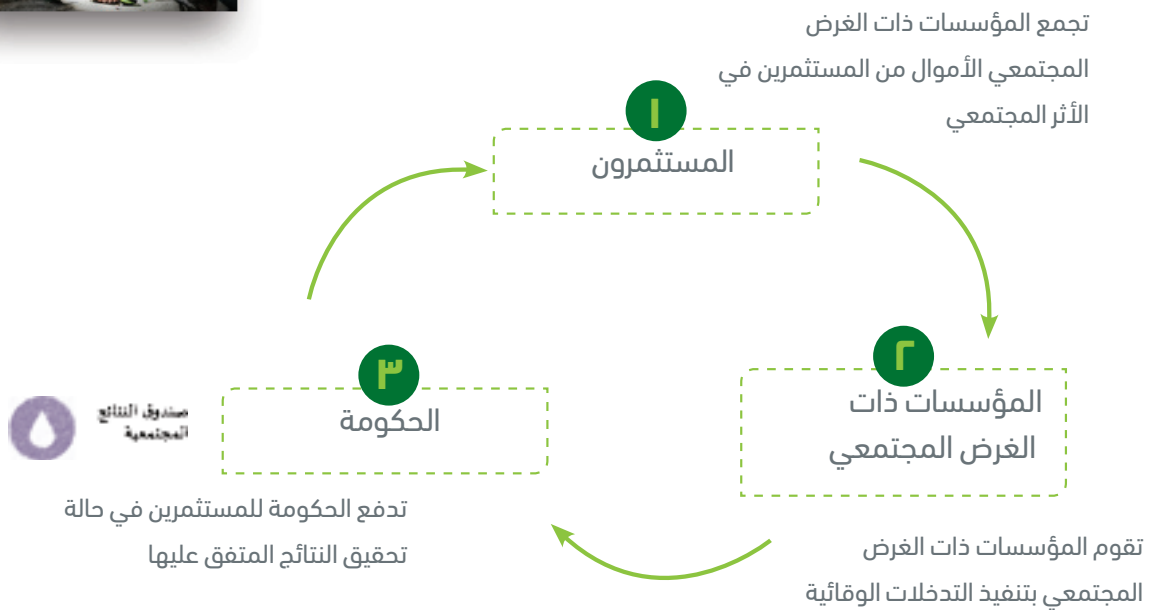 تجمع المؤسسات ذات الغرض
المجتمعي الأموال من المستثمرين في
الأثر المجتمعي
١
المستثمرون
٢
المؤسسات ذات
الغرض المجتمعي
تقوم المؤسسات ذات الغرض
المجتمعي بتنفيذ التدخلات الوقائية
٣
الحكومة
صندوق النتائج
المجتمعية
تدفع الحكومة للمستثمرين في حالة
تحقيق النتائج المتفق عليها